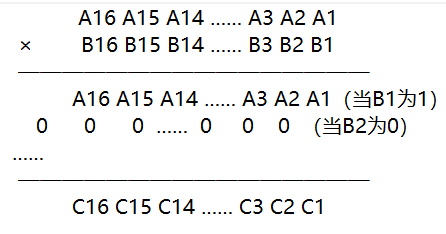 A16 A15 A14 …… A3 A2 A1
× B16 B15 B14 …… B3 B2 B1
A16 A15 A14 …… A3 A2 A1 (当B1为1)
0 0 0 …… 0 0 0 (当B2为0)
……
C16 C15 C14 …… C3 C2 C1